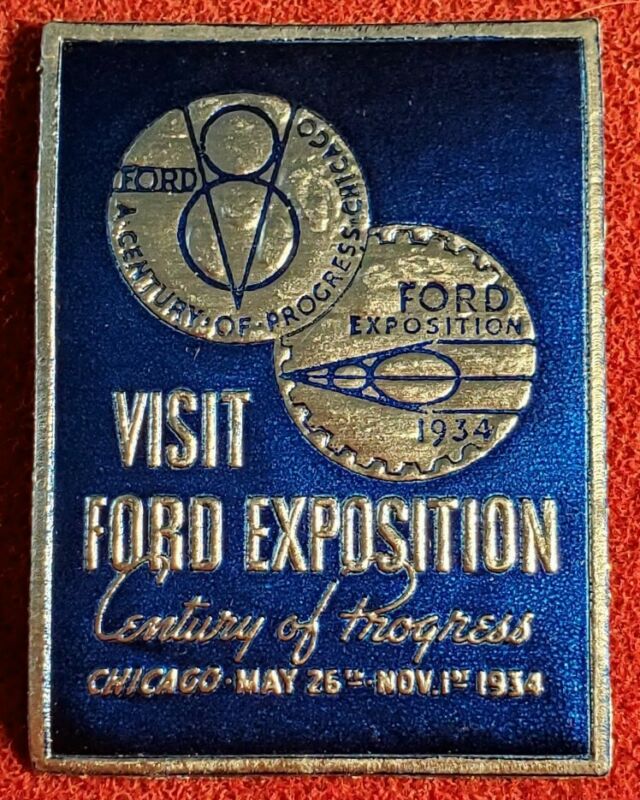 FORD
A · CENTURY · OF · PROGRESS · CHICAGO
FORD
EXPOSITION
1934
VISIT
FORD EXPOSITION
Century of Progress
CHICAGO · MAY 26TH - NOV. 1ST 1934